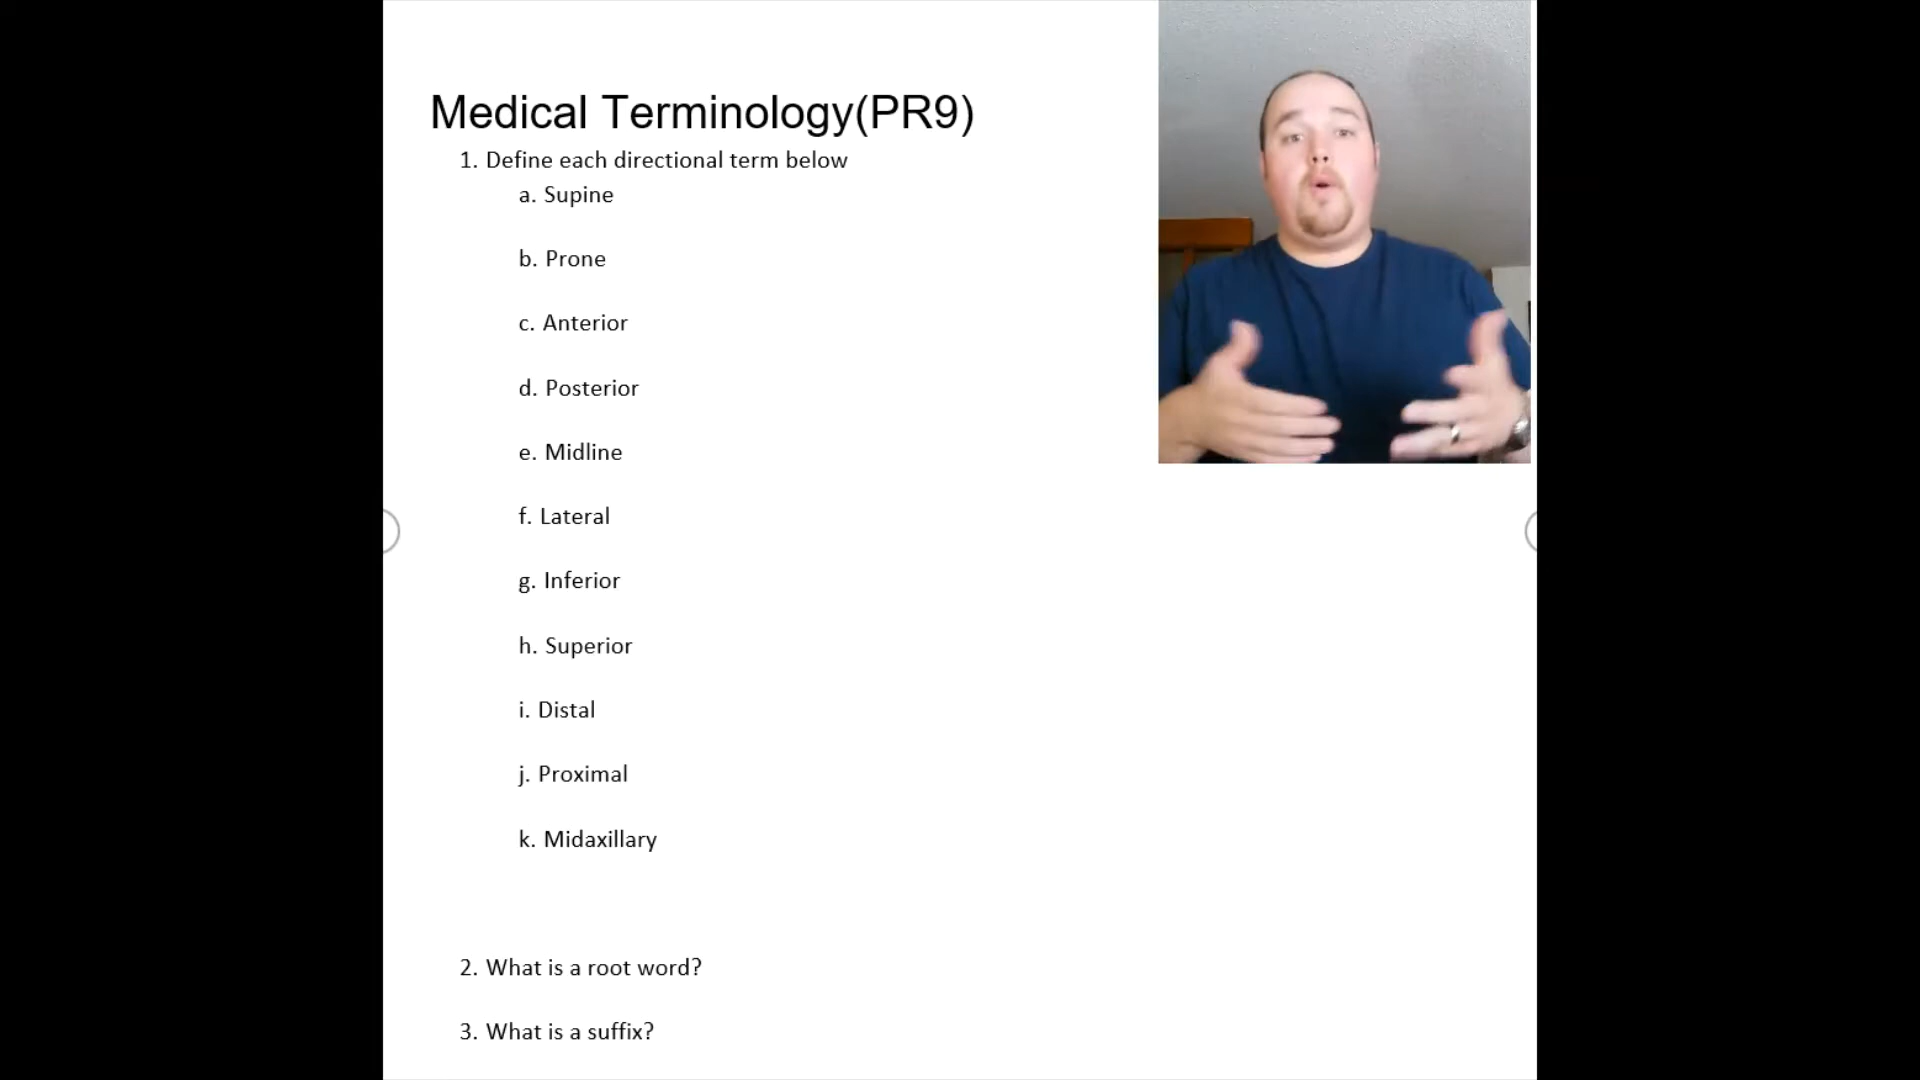 Medical Terminology(PR9)
1. Define each directional term below
a. Supine
b. Prone
c. Anterior
d. Posterior
e. Midline
f. Lateral
g. Inferior
h. Superior
i. Distal
j. Proximal
k. Midaxillary
2. What is a root word?
3. What is a suffix?